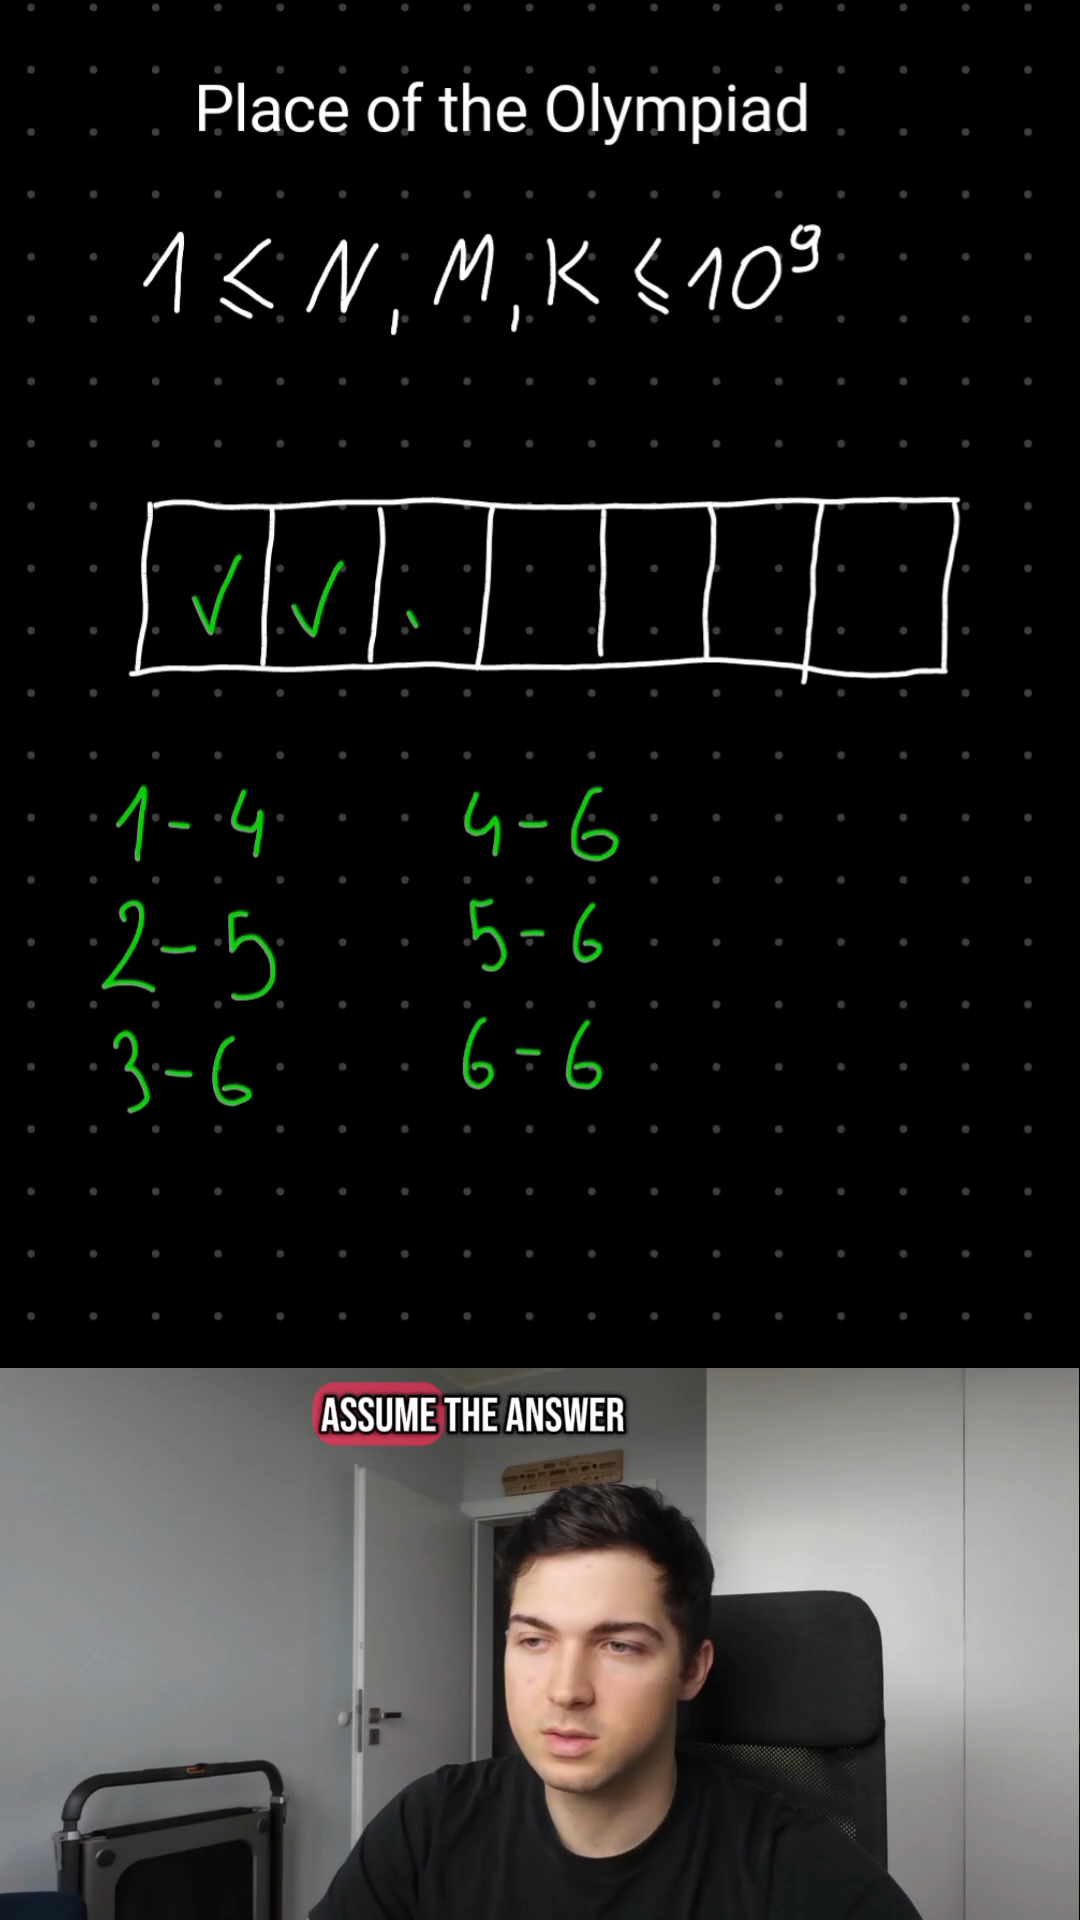 Place of the Olympiad
1 ≤ N, M, K ≤ 10⁹
✓ ✓
1 - 4
2 - 5
3 - 6
4 - 6
5 - 6
6 - 6
ASSUME THE ANSWER